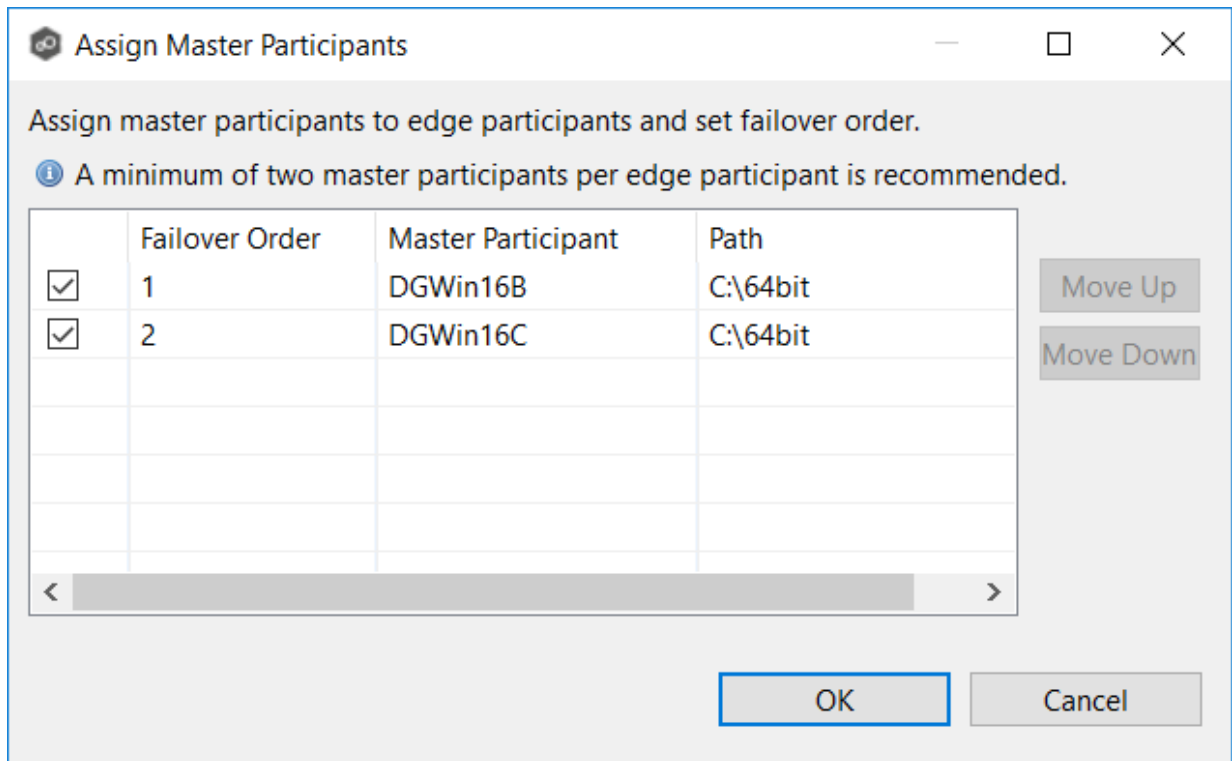 Assign Master Participants
Assign master participants to edge participants and set failover order.
A minimum of two master participants per edge participant is recommended.
Failover Order Master Participant Path
1 DGWin16B C:\64bit
2 DGWin16C C:\64bit
Move Up
Move Down
OK Cancel